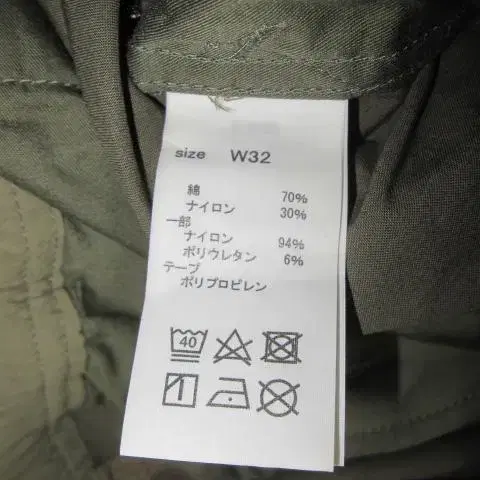 size W32
綿 70%
ナイロン 30%
一部
ナイロン 94%
ポリウレタン 6%
テープ
ポリプロピレン
40